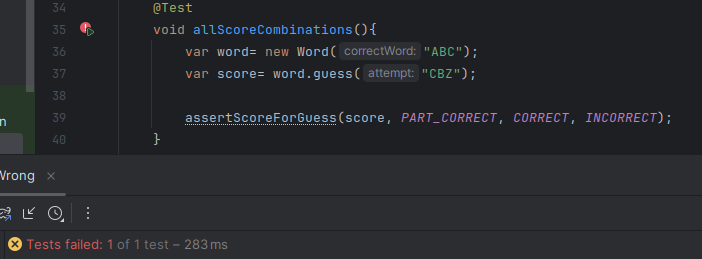 34 @Test
35 void allScoreCombinations(){
36 var word= new Word( correctWord: "ABC");
37 var score= word.guess( attempt: "CBZ");
38
39 assertScoreForGuess(score, PART_CORRECT, CORRECT, INCORRECT);
40 }
n
Wrong ×
Tests failed: 1 of 1 test – 283 ms